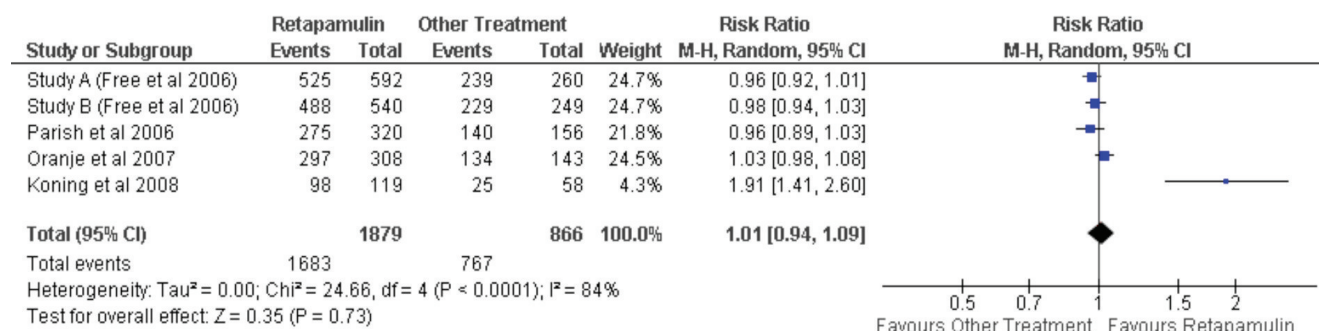 Retapamulin Other Treatment Risk Ratio Risk Ratio
Study or Subgroup Events Total Events Total Weight M-H, Random, 95% CI M-H, Random, 95% CI
Study A (Free et al 2006) 525 592 239 260 24.7% 0.96 [0.92, 1.01]
Study B (Free et al 2006) 488 540 229 249 24.7% 0.98 [0.94, 1.03]
Parish et al 2006 275 320 140 156 21.8% 0.96 [0.89, 1.03]
Oranje et al 2007 297 308 134 143 24.5% 1.03 [0.98, 1.08]
Koning et al 2008 98 119 25 58 4.3% 1.91 [1.41, 2.60]
Total (95% CI) 1879 866 100.0% 1.01 [0.94, 1.09]
Total events 1683 767
Heterogeneity: Tau² = 0.00; Chi² = 24.66, df = 4 (P < 0.0001); I² = 84%
Test for overall effect: Z = 0.35 (P = 0.73)
0.5 0.7 1 1.5 2
Favours Other Treatment Favours Retapamulin